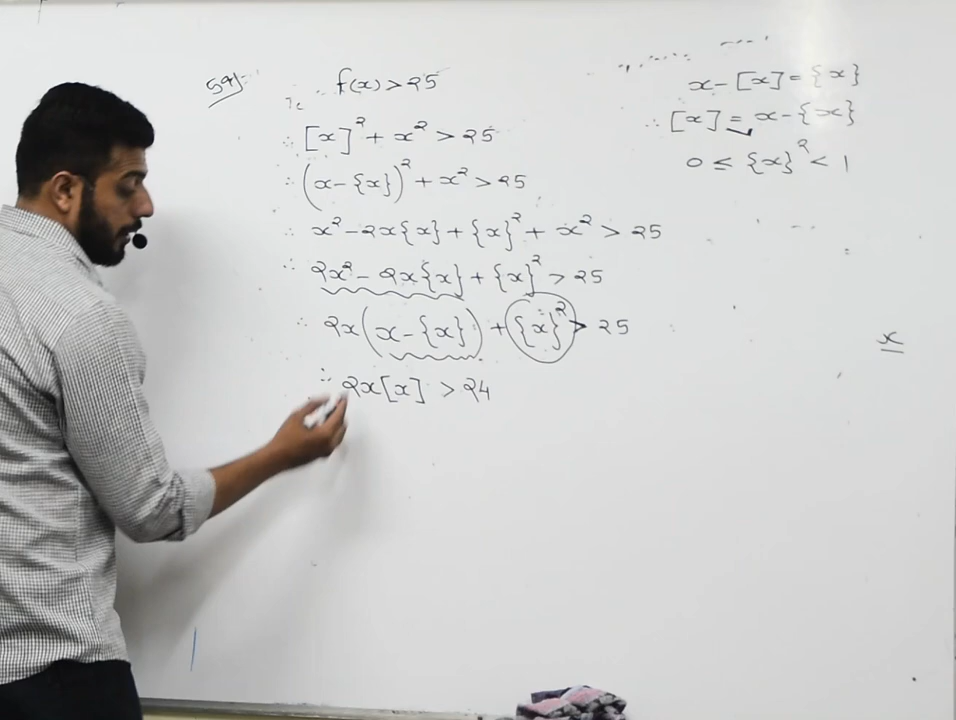 59)
f(x) > 25
∴ [x]² + x² > 25
∴ (x - {x})² + x² > 25
∴ x² - 2x{x} + {x}² + x² > 25
∴ 2x² - 2x{x} + {x}² > 25
∴ 2x(x - {x}) + {x}² > 25
∴ 2x[x] > 24
x - [x] = {x}
∴ [x] = x - {x}
0 ≤ {x}² < 1
x